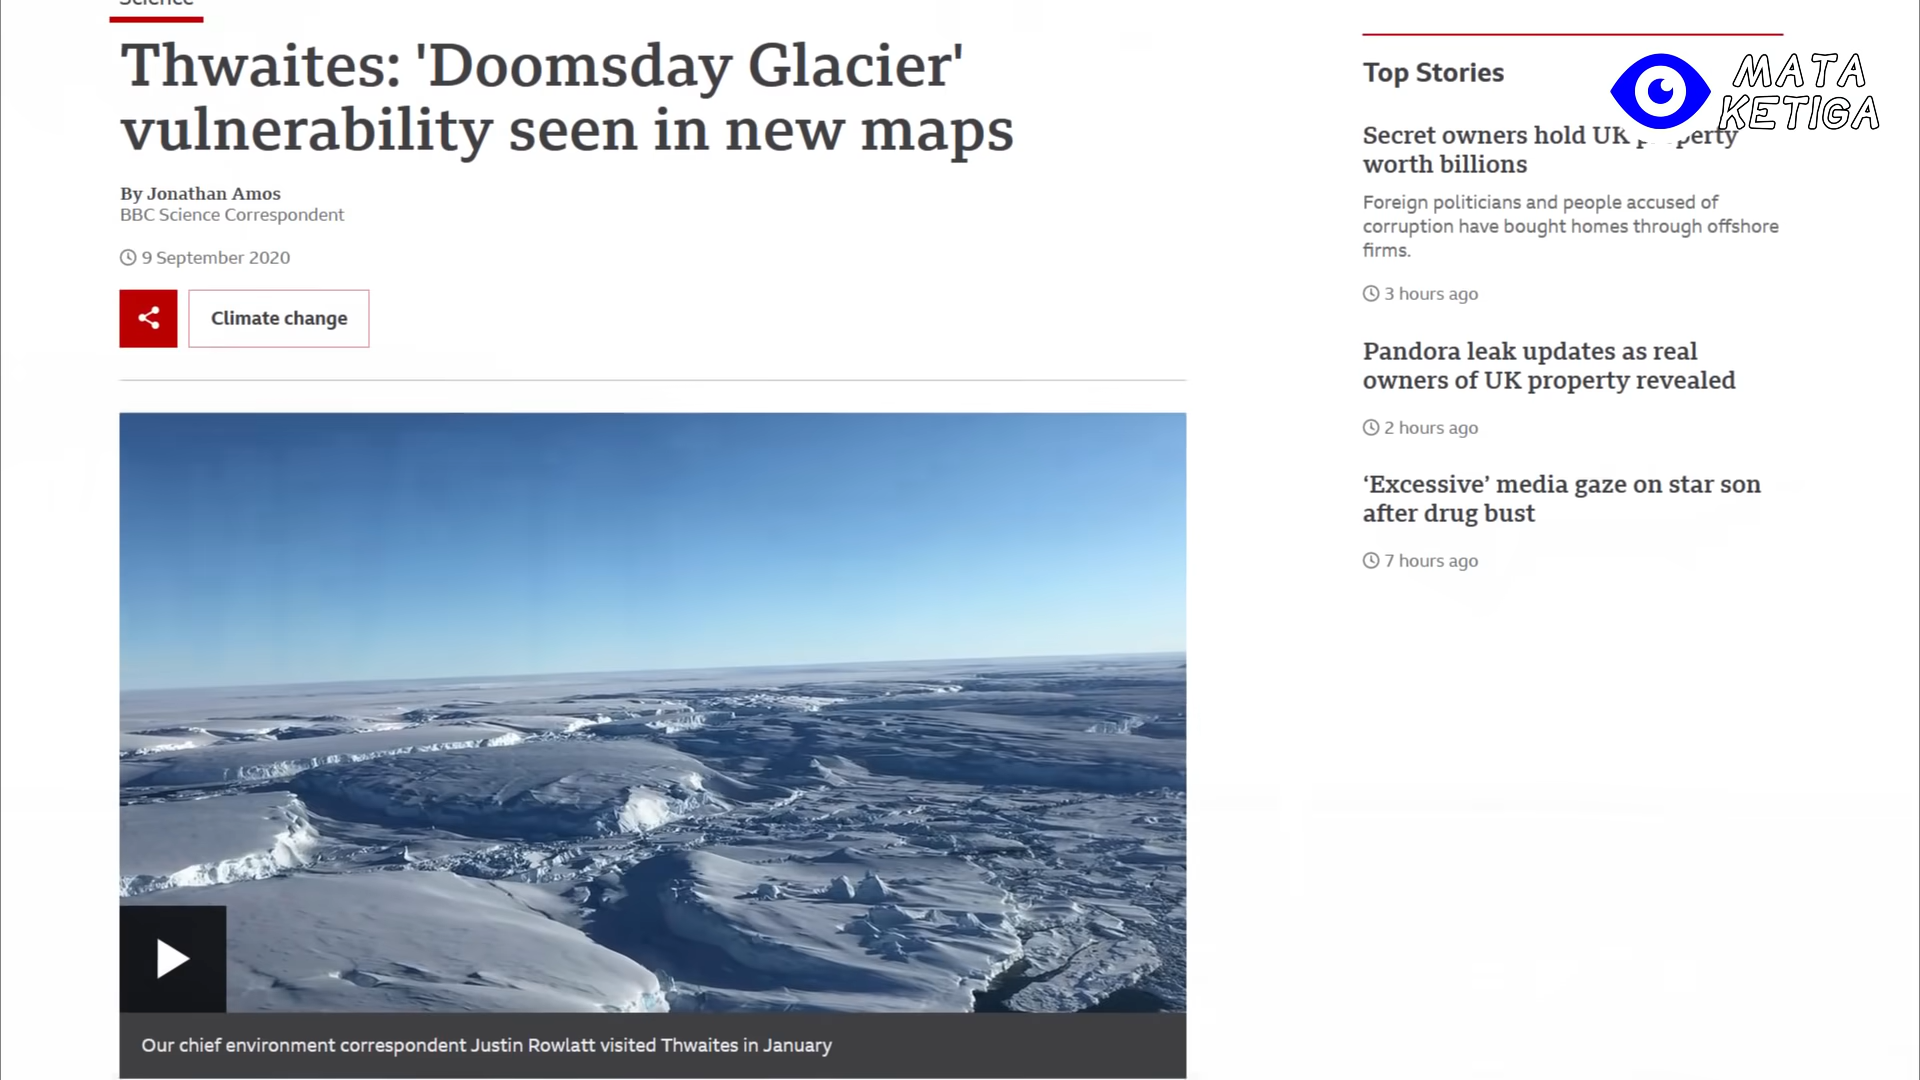 Science
Thwaites: 'Doomsday Glacier'
vulnerability seen in new maps
By Jonathan Amos
BBC Science Correspondent
9 September 2020
Climate change
Our chief environment correspondent Justin Rowlatt visited Thwaites in January
Top Stories
MATA
KETIGA
Secret owners hold UK property
worth billions
Foreign politicians and people accused of
corruption have bought homes through offshore
firms.
3 hours ago
Pandora leak updates as real
owners of UK property revealed
2 hours ago
‘Excessive’ media gaze on star son
after drug bust
7 hours ago